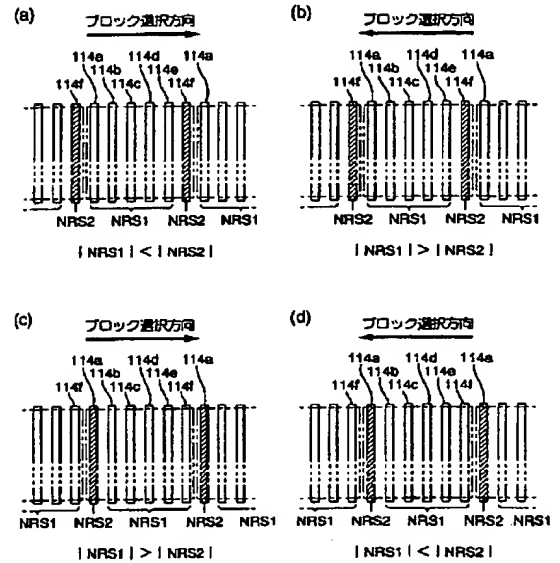 (a)
ブロック選択方向
114a 114d 114a
114b 114e
114f 114c 114f
NRS2 NRS1 NRS2 NRS1
| NRS1 | < | NRS2 |
(b)
ブロック選択方向
114a 114d 114a
114b 114e
114f 114c 114f
NRS2 NRS1 NRS2 NRS1
| NRS1 | > | NRS2 |
(c)
ブロック選択方向
114a 114d 114a
114b 114e
114f 114c 114f
NRS1 NRS2 NRS1 NRS2 NRS1
| NRS1 | > | NRS2 |
(d)
ブロック選択方向
114a 114d 114a
114b 114e
114f 114c 114f
NRS1 NRS2 NRS1 NRS2 NRS1
| NRS1 | < | NRS2 |